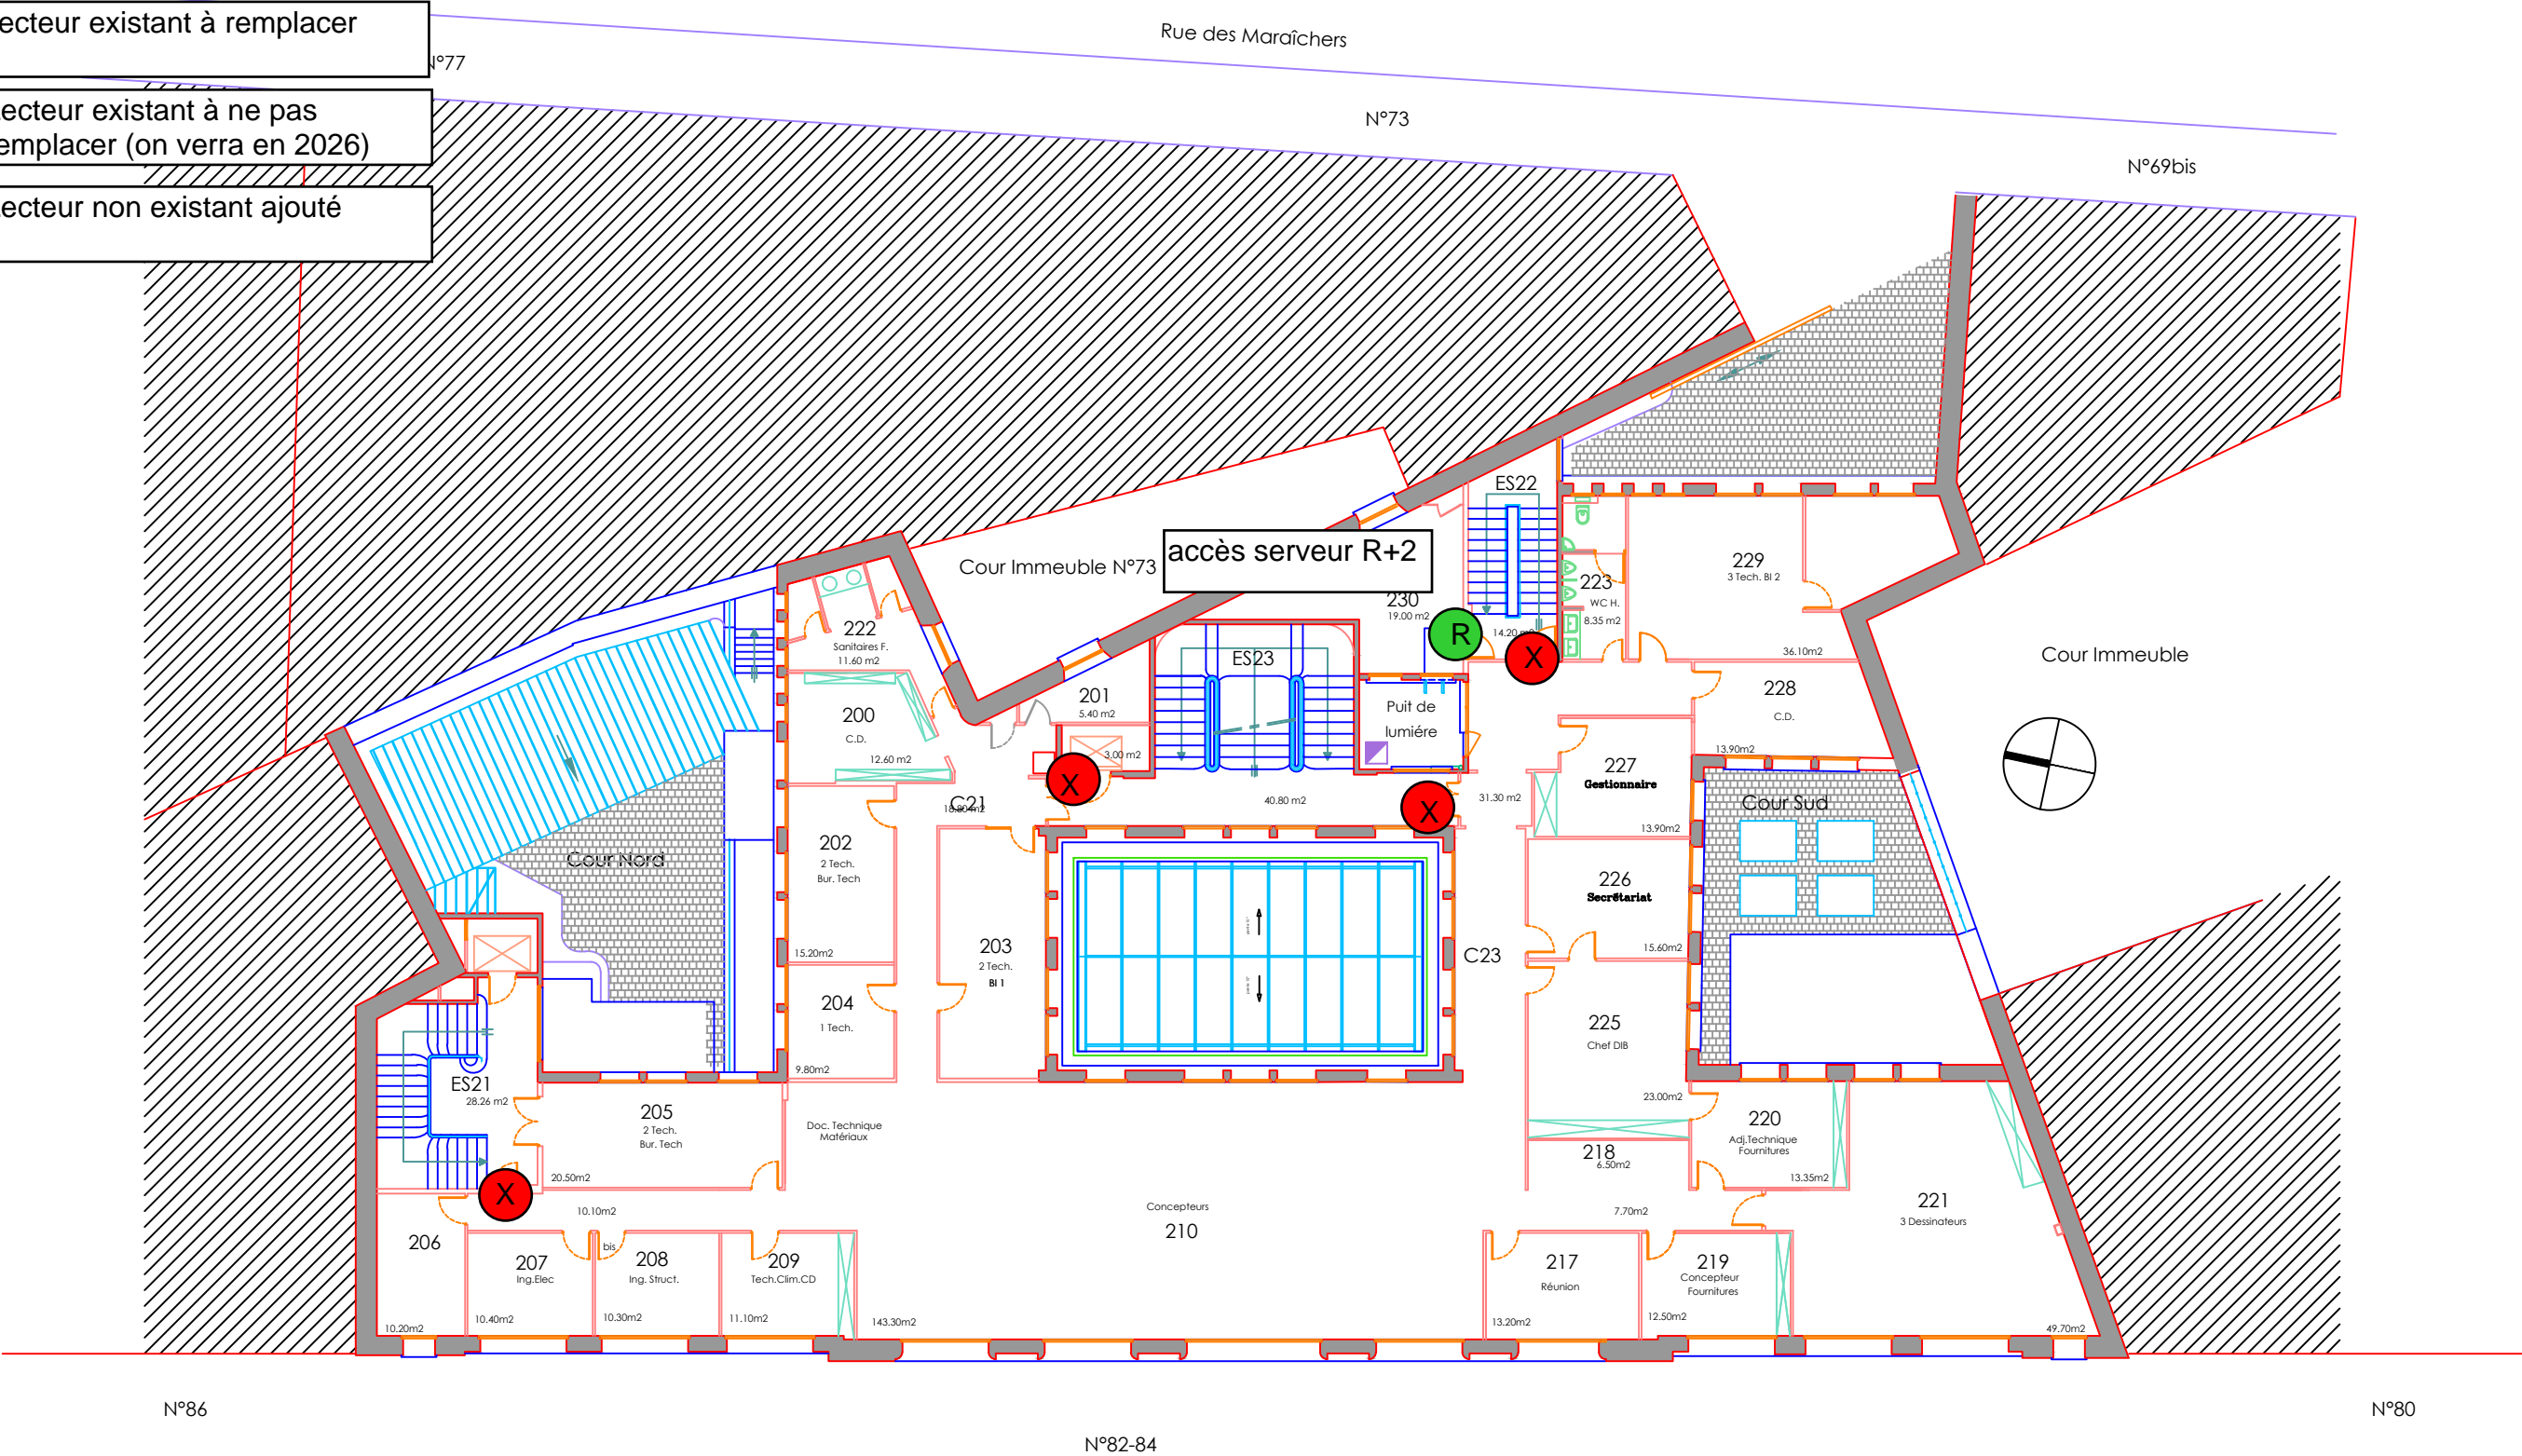 ecteur existant à remplacer
N°77
ecteur existant à ne pas
emplacer (on verra en 2026)
ecteur non existant ajouté
Rue des Maraîchers
N°73
N°69bis
ES22
accès serveur R+2
Cour Immeuble N°73
230
19.00 m2
R
14.20 m2
X
223
WC H.
8.35 m2
229
3 Tech. BI 2
36.10m2
Cour Immeuble
222
Sanitaires F.
11.60 m2
ES23
228
C.D.
13.90m2
200
C.D.
12.60 m2
201
5.40 m2
3.00 m2
Puit de
lumiére
227
Gestionnaire
13.90m2
X
C21
18.80m2
40.80 m2
X
31.30 m2
Cour Sud
Cour Nord
202
2 Tech.
Bur. Tech
15.20m2
203
2 Tech.
BI 1
226
Secrétariat
15.60m2
C23
204
1 Tech.
9.80m2
225
Chef DIB
23.00m2
ES21
28.26 m2
205
2 Tech.
Bur. Tech
20.50m2
Doc. Technique
Matériaux
220
Adj.Technique
Fournitures
13.35m2
218
6.50m2
X
10.10m2
Concepteurs
210
143.30m2
7.70m2
221
3 Dessinateurs
49.70m2
206
10.20m2
207
Ing.Elec
10.40m2
bis
208
Ing. Struct.
10.30m2
209
Tech.Clim.CD
11.10m2
217
Réunion
13.20m2
219
Concepteur
Fournitures
12.50m2
N°86
N°82-84
N°80